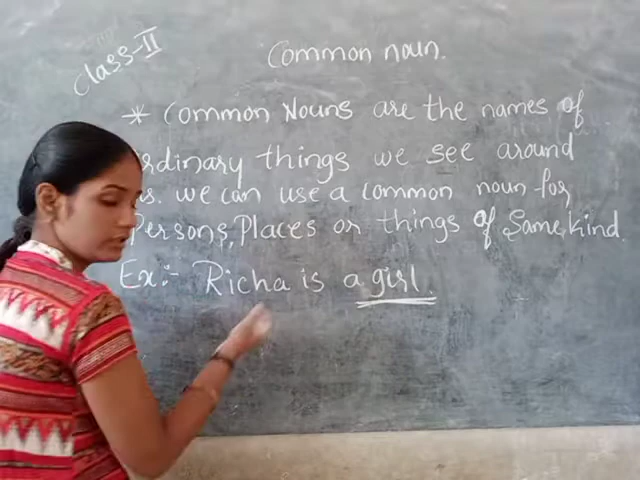 Class-II
Common noun.
* Common Nouns are the names of
ordinary things we see around
us. we can use a common noun for
Persons, Places or things of Same kind.
Ex:- Richa is a girl.